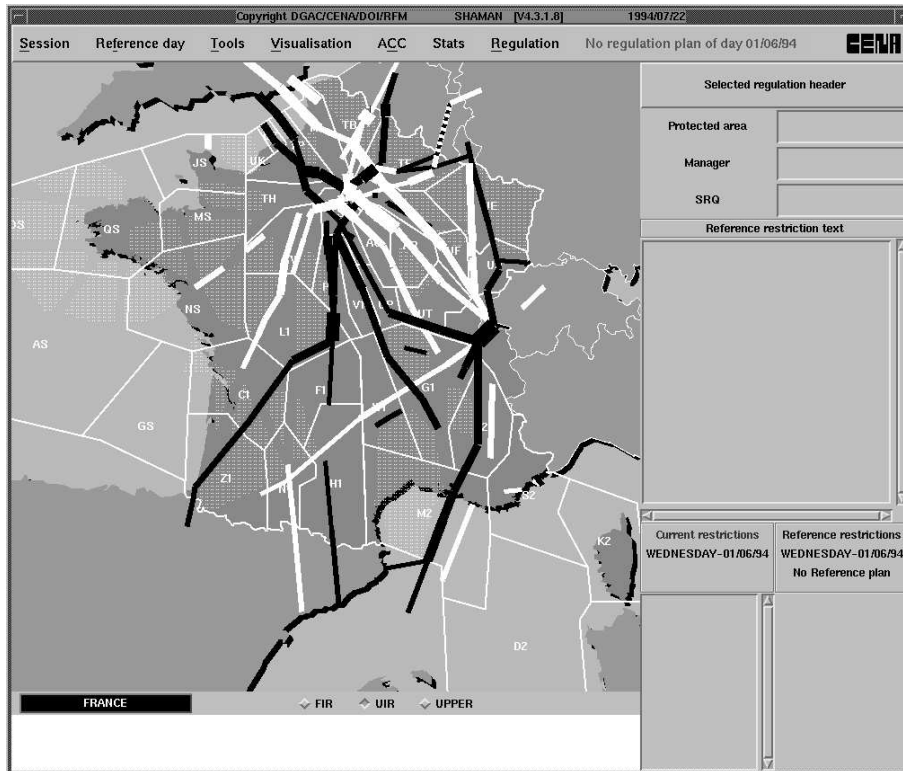 Copyright DGAC/CENA/DOI/RFM SHAMAN [V4.3.1.8] 1994/07/22
Session Reference day Tools Visualisation ACC Stats Regulation No regulation plan of day 01/06/94 CENA
Selected regulation header
Protected area
Manager
SRQ
Reference restriction text
TB
JS
UK
TH
MS
QS
UF
NS
L1
UT
AS
C1
F1
G1
GS
Z1
H1
M2
K2
D2
Current restrictions
WEDNESDAY-01/06/94
Reference restrictions
WEDNESDAY-01/06/94
No Reference plan
FRANCE FIR UIR UPPER